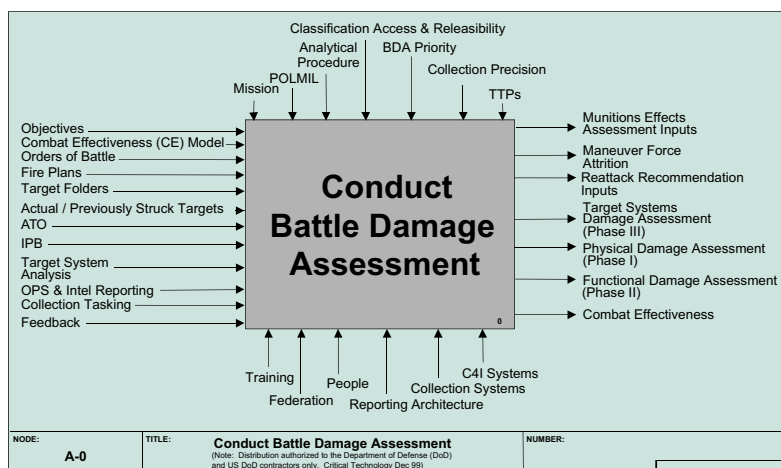 Classification Access & Releasibility
Analytical
Procedure
BDA Priority
POLMIL
Collection Precision
Mission
TTPs
Objectives
Combat Effectiveness (CE) Model
Orders of Battle
Fire Plans
Target Folders
Actual / Previously Struck Targets
ATO
IPB
Target System
Analysis
OPS & Intel Reporting
Collection Tasking
Feedback
Conduct
Battle Damage
Assessment
0
Munitions Effects
Assessment Inputs
Maneuver Force
Attrition
Reattack Recommendation
Inputs
Target Systems
Damage Assessment
(Phase III)
Physical Damage Assessment
(Phase I)
Functional Damage Assessment
(Phase II)
Combat Effectiveness
Training
Federation
People
Reporting Architecture
Collection Systems
C4I Systems
NODE:
A-0
TITLE:
Conduct Battle Damage Assessment
(Note: Distribution authorized to the Department of Defense (DoD)
and US DoD contractors only. Critical Technology Dec 99)
NUMBER: